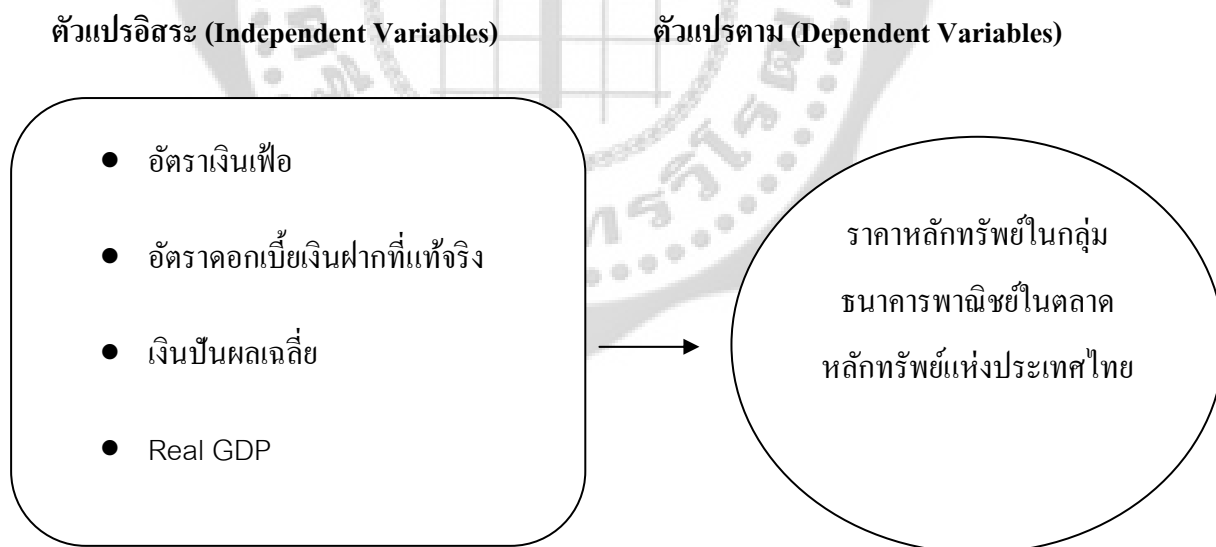 ตัวแปรอิสระ (Independent Variables)
ตัวแปรตาม (Dependent Variables)
● อัตราเงินเฟ้อ
● อัตราดอกเบี้ยเงินฝากที่แท้จริง
● เงินปันผลเฉลี่ย
● Real GDP
ราคาหลักทรัพย์ในกลุ่ม
ธนาคารพาณิชย์ในตลาด
หลักทรัพย์แห่งประเทศไทย